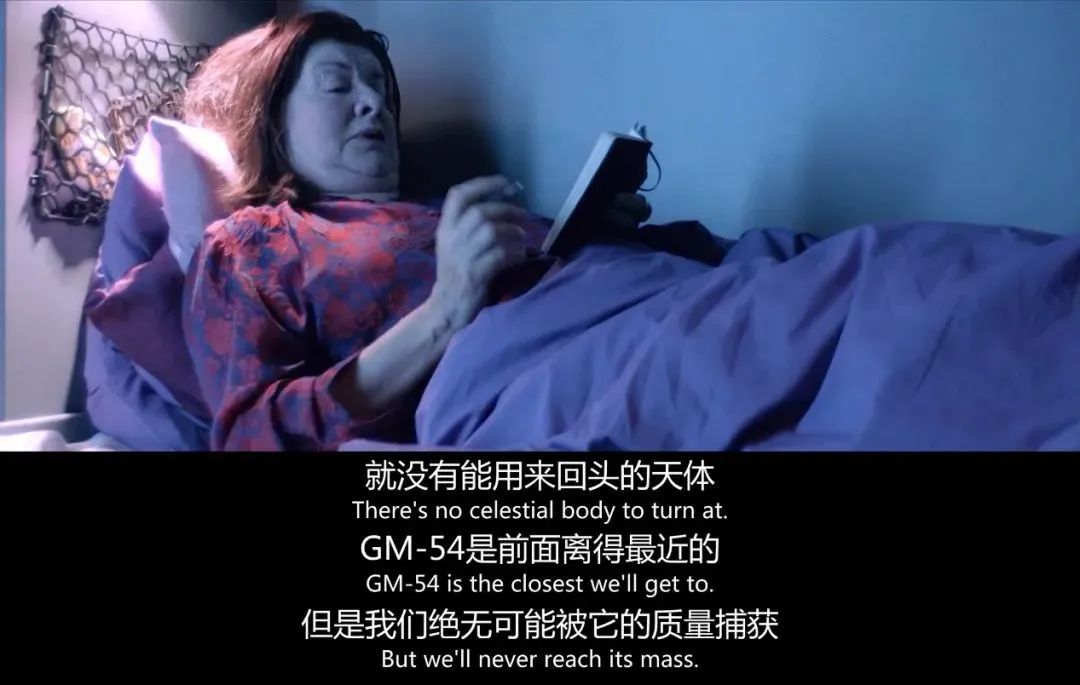 就没有能用来回头的天体
There's no celestial body to turn at.
GM-54是前面离得最近的
GM-54 is the closest we'll get to.
但是我们绝无可能被它的质量捕获
But we'll never reach its mass.